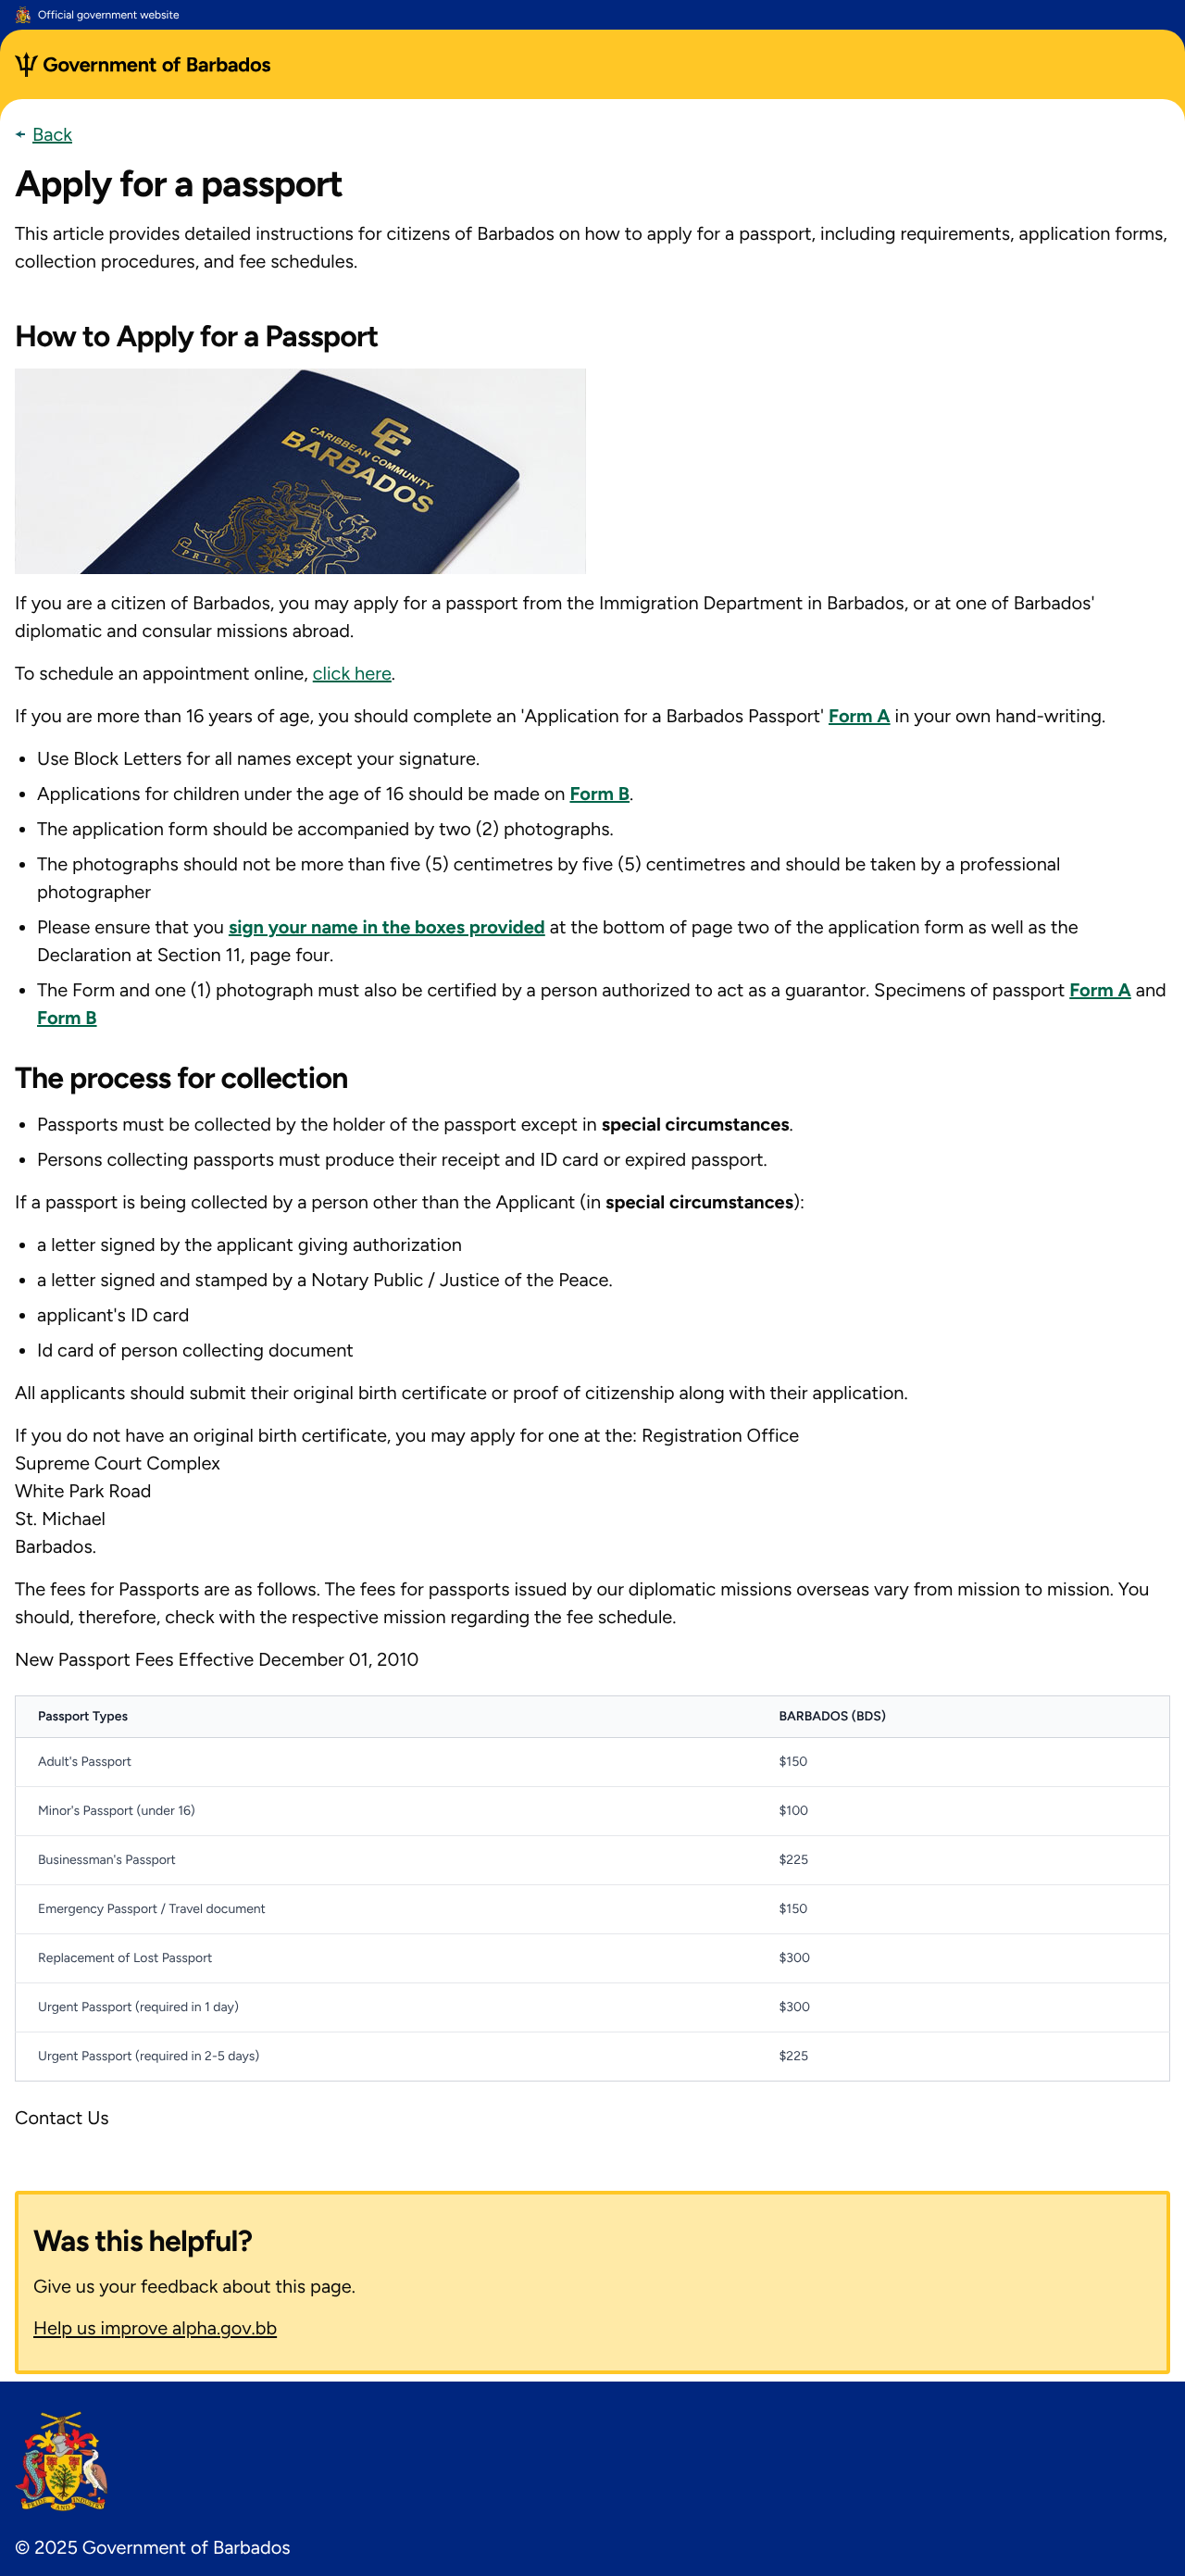 Official government website
Government of Barbados
Back
Apply for a passport
This article provides detailed instructions for citizens of Barbados on how to apply for a passport, including requirements, application forms,
collection procedures, and fee schedules.
How to Apply for a Passport
CARIBBEAN COMMUNITY
BARBADOS
PRIDE
If you are a citizen of Barbados, you may apply for a passport from the Immigration Department in Barbados, or at one of Barbados'
diplomatic and consular missions abroad.
To schedule an appointment online, click here.
If you are more than 16 years of age, you should complete an 'Application for a Barbados Passport' Form A in your own hand-writing.
• Use Block Letters for all names except your signature.
• Applications for children under the age of 16 should be made on Form B.
• The application form should be accompanied by two (2) photographs.
• The photographs should not be more than five (5) centimetres by five (5) centimetres and should be taken by a professional
photographer
• Please ensure that you sign your name in the boxes provided at the bottom of page two of the application form as well as the
Declaration at Section 11, page four.
• The Form and one (1) photograph must also be certified by a person authorized to act as a guarantor. Specimens of passport Form A and
Form B
The process for collection
• Passports must be collected by the holder of the passport except in special circumstances.
• Persons collecting passports must produce their receipt and ID card or expired passport.
If a passport is being collected by a person other than the Applicant (in special circumstances):
• a letter signed by the applicant giving authorization
• a letter signed and stamped by a Notary Public / Justice of the Peace.
• applicant's ID card
• Id card of person collecting document
All applicants should submit their original birth certificate or proof of citizenship along with their application.
If you do not have an original birth certificate, you may apply for one at the: Registration Office
Supreme Court Complex
White Park Road
St. Michael
Barbados.
The fees for Passports are as follows. The fees for passports issued by our diplomatic missions overseas vary from mission to mission. You
should, therefore, check with the respective mission regarding the fee schedule.
New Passport Fees Effective December 01, 2010
Passport Types BARBADOS (BDS)
Adult's Passport $150
Minor's Passport (under 16) $100
Businessman's Passport $225
Emergency Passport / Travel document $150
Replacement of Lost Passport $300
Urgent Passport (required in 1 day) $300
Urgent Passport (required in 2-5 days) $225
Contact Us
Was this helpful?
Give us your feedback about this page.
Help us improve alpha.gov.bb
PRIDE AND INDUSTRY
© 2025 Government of Barbados